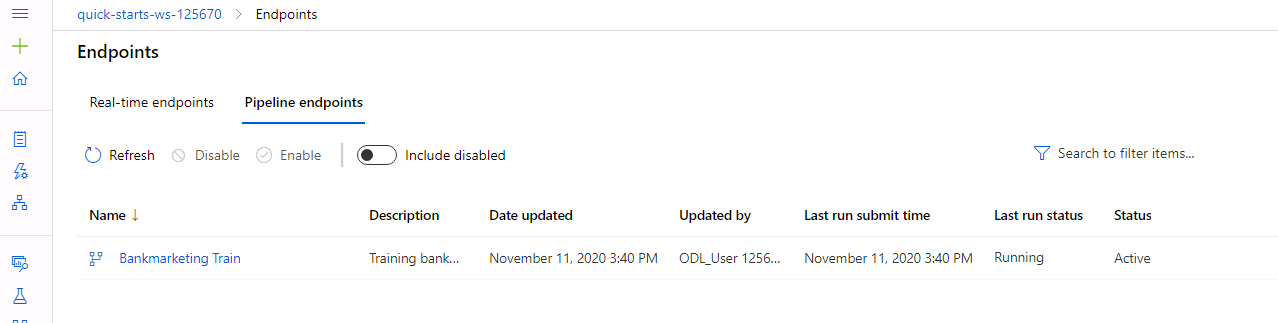 quick-starts-ws-125670 > Endpoints
Endpoints
Real-time endpoints Pipeline endpoints
Refresh Disable Enable Include disabled Search to filter items...
Name ↓ Description Date updated Updated by Last run submit time Last run status Status
Bankmarketing Train Training bank... November 11, 2020 3:40 PM ODL_User 1256... November 11, 2020 3:40 PM Running Active